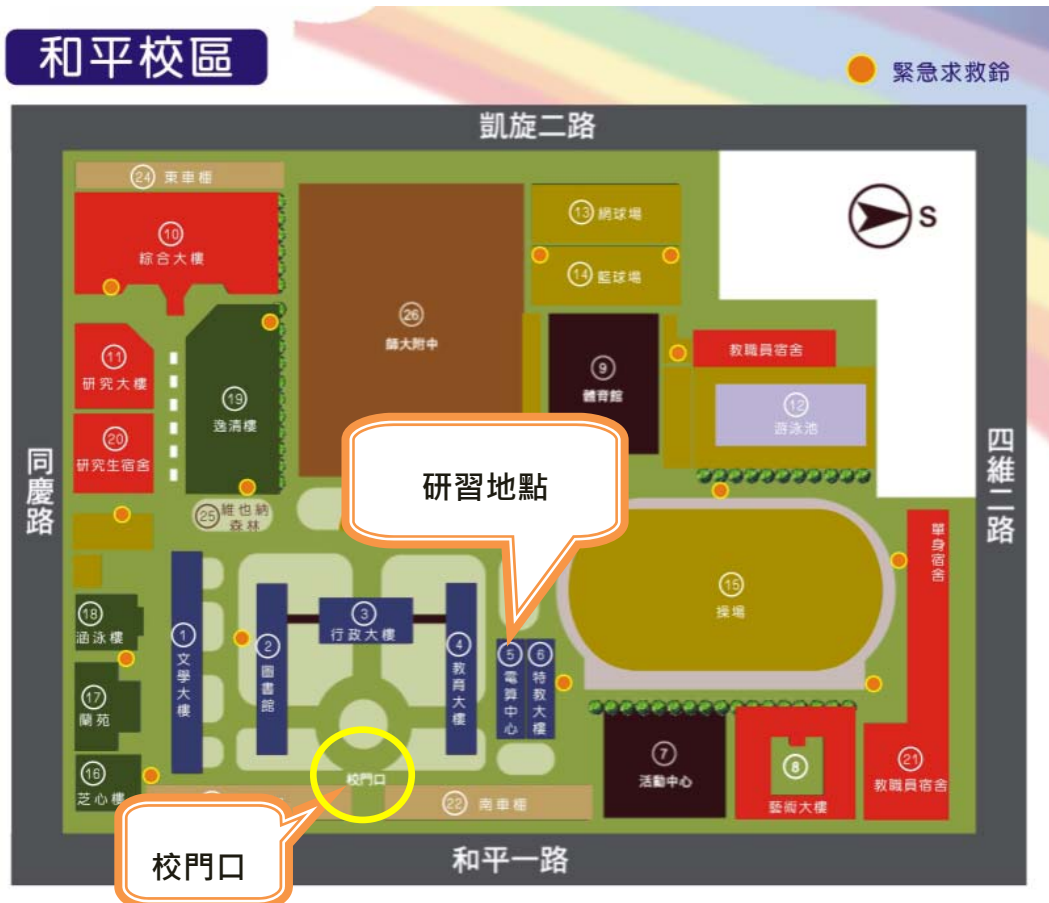 和平校區
緊急求救鈴
凱旋二路
24 東車棚
10
綜合大樓
13 網球場
14 籃球場
S
26
師大附中
11
研究大樓
19
逸清樓
9
體育館
教職員宿舍
12
游泳池
20
研究生宿舍
同慶路
四維二路
研習地點
25 維也納
森林
單身宿舍
15
操場
18
涵泳樓
1
文學大樓
2
圖書館
3
行政大樓
4
教育大樓
5
電算中心
6
特教大樓
17
蘭苑
16
芝心樓
校門口
22 南車棚
7
活動中心
8
藝術大樓
21
教職員宿舍
校門口
和平一路